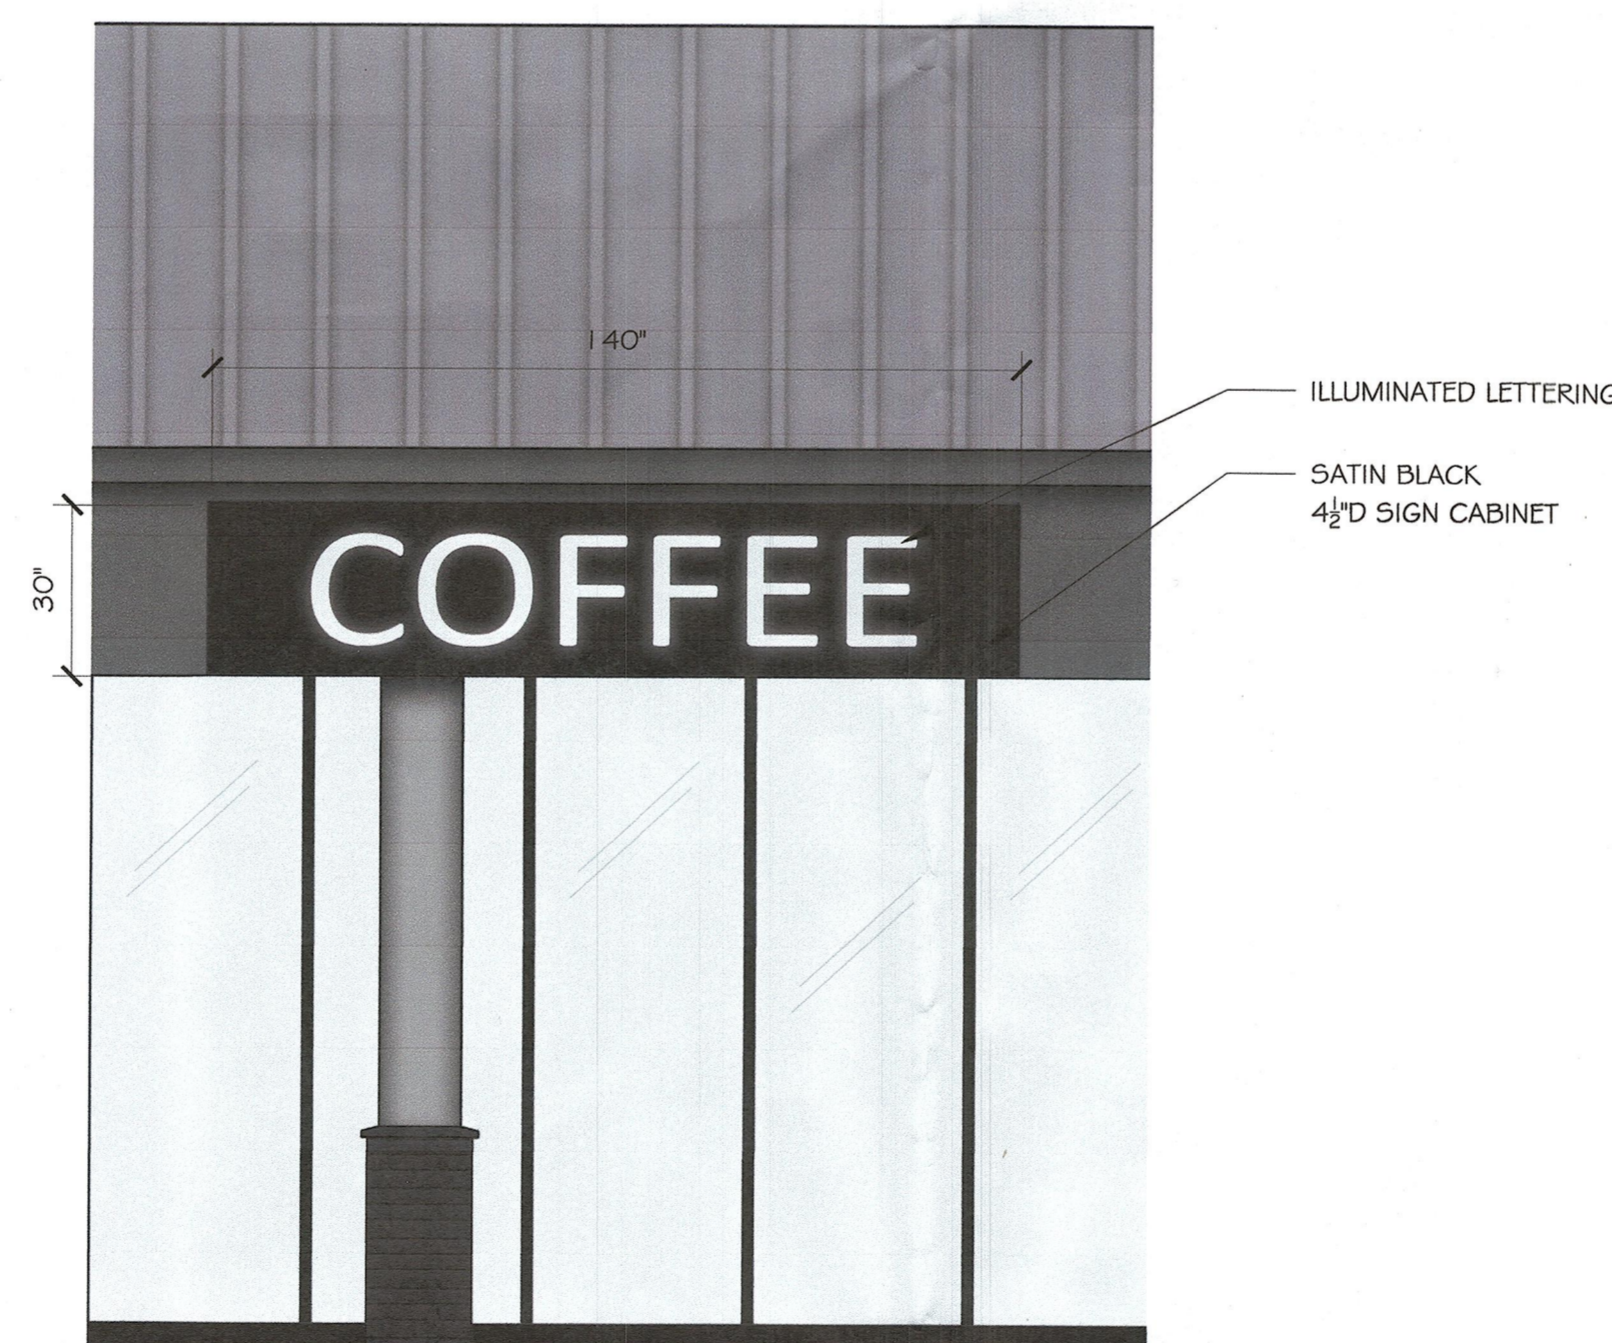 140"
ILLUMINATED LETTERING
SATIN BLACK
4½"D SIGN CABINET
30"
COFFEE